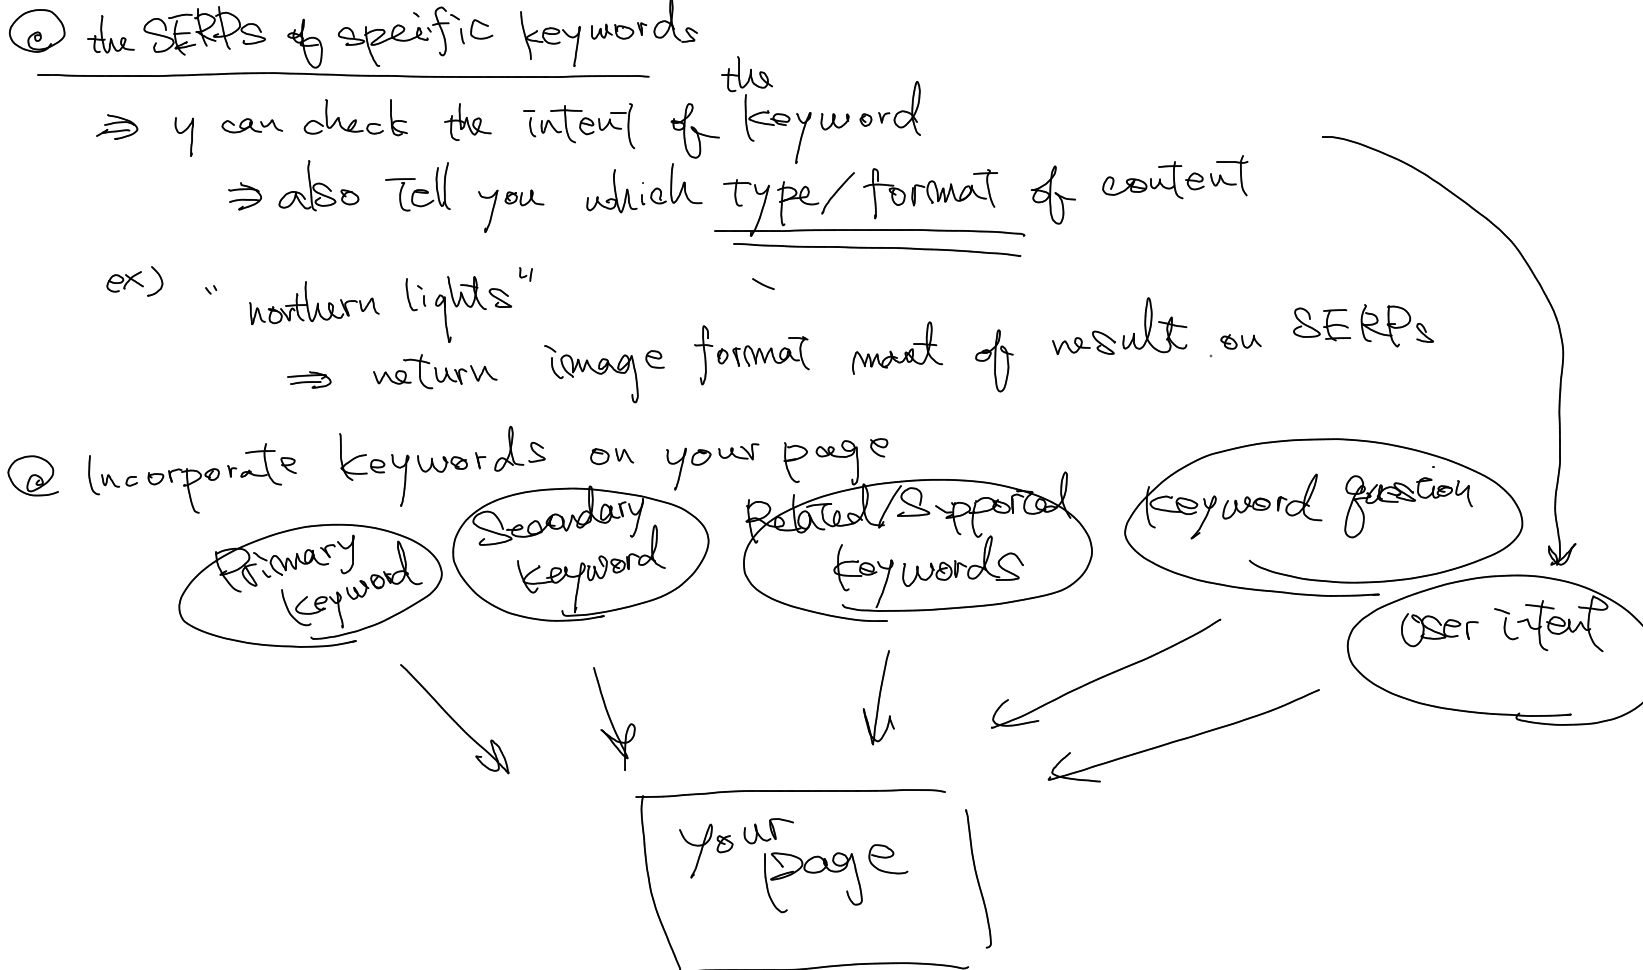 @ the SERPs of specific keywords
⇒ y can check the intent of the keyword
⇒ also tell you which type/format of content
ex) "northern lights"
⇒ return image format most of result on SERPs
@ Incorporate keywords on your page
Primary keyword
Secondary keyword
Related/Supported keywords
keyword question
User intent
your page